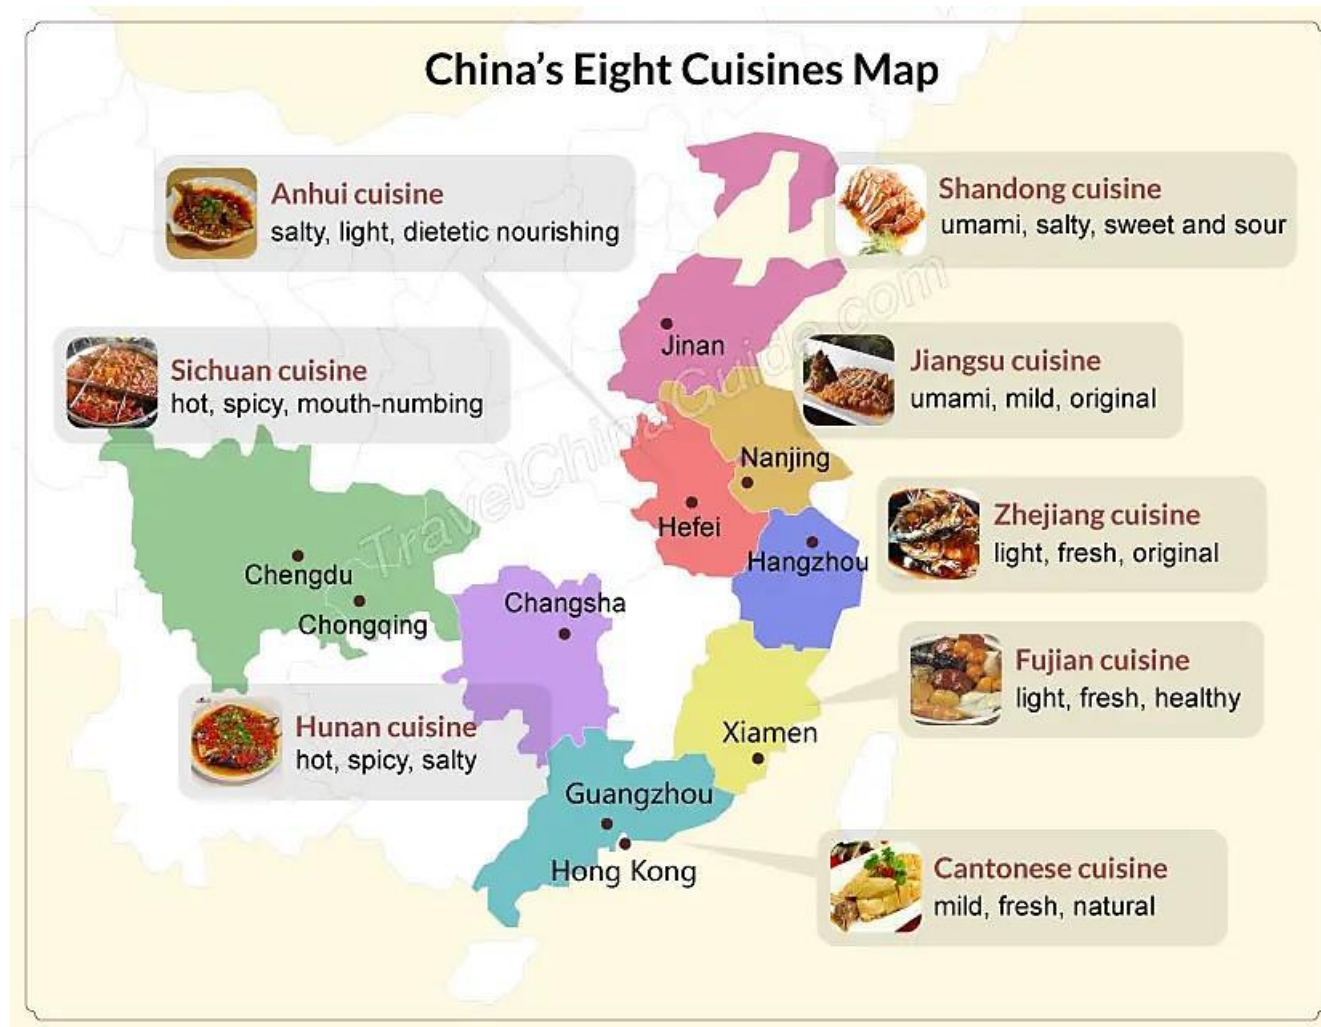 China's Eight Cuisines Map
Anhui cuisine
salty, light, dietetic nourishing
Shandong cuisine
umami, salty, sweet and sour
Jinan
Sichuan cuisine
hot, spicy, mouth-numbing
Jiangsu cuisine
umami, mild, original
TravelChinaGuide.com
Nanjing
Hefei
Zhejiang cuisine
light, fresh, original
Hangzhou
Chengdu
Chongqing
Changsha
Fujian cuisine
light, fresh, healthy
Hunan cuisine
hot, spicy, salty
Xiamen
Guangzhou
Hong Kong
Cantonese cuisine
mild, fresh, natural